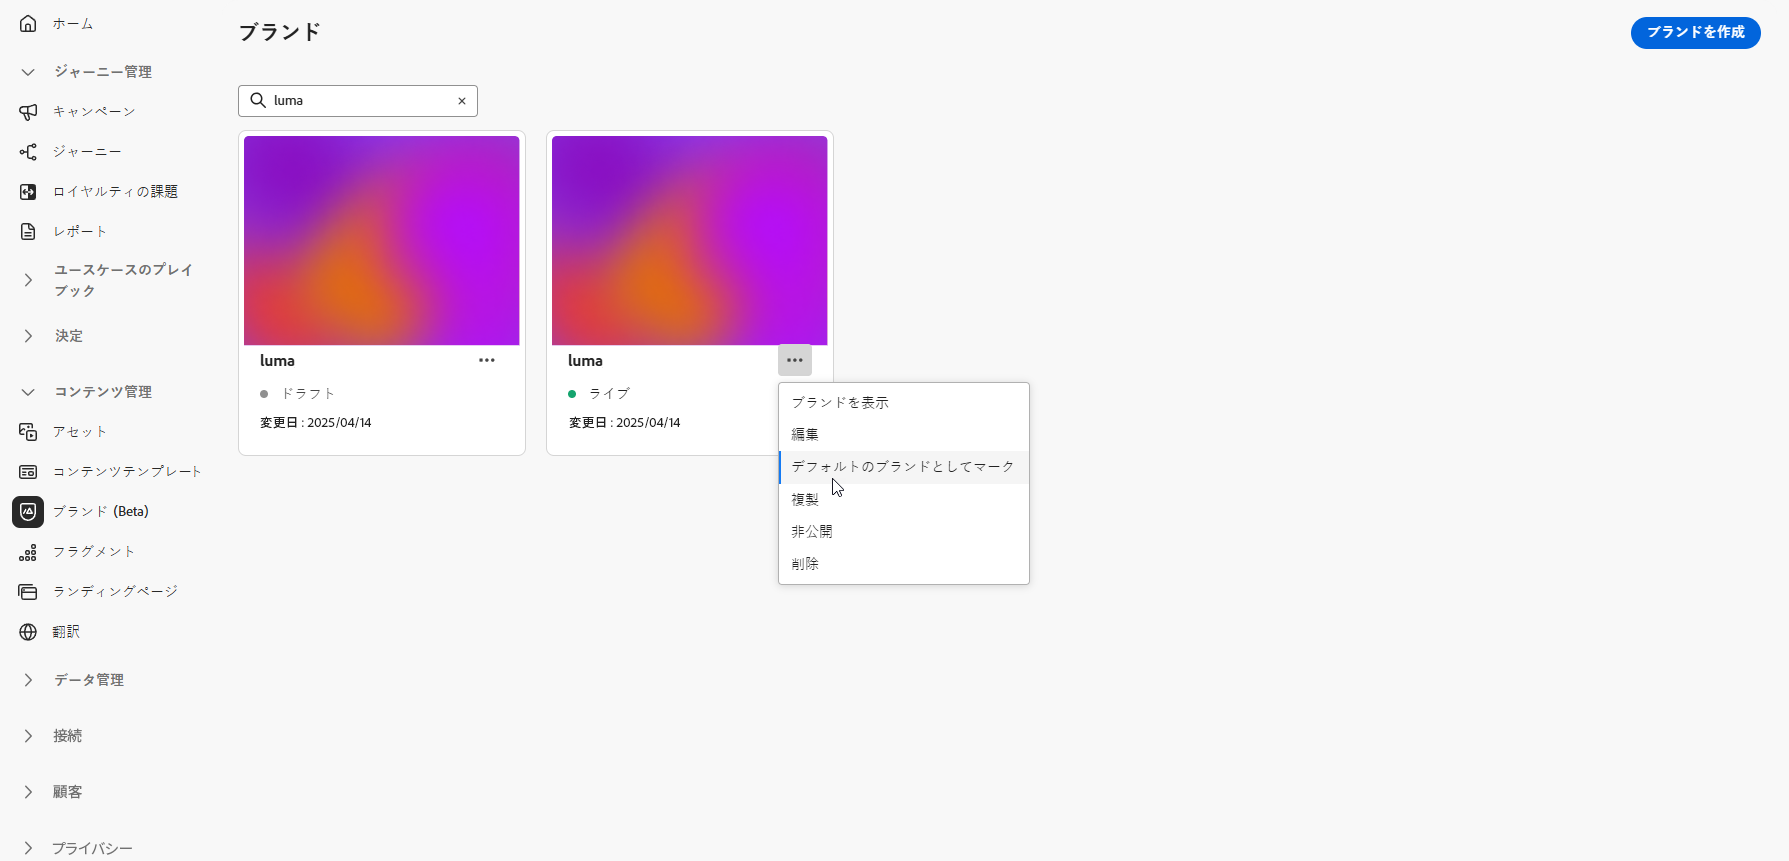 ホーム
ジャーニー管理
キャンペーン
ジャーニー
ロイヤルティの課題
レポート
ユースケースのプレイ
ブック
決定
コンテンツ管理
アセット
コンテンツテンプレート
ブランド (Beta)
フラグメント
ランディングページ
翻訳
データ管理
接続
顧客
プライバシー
ブランド
ブランドを作成
luma
luma
ドラフト
変更日 : 2025/04/14
luma
ライブ
変更日 : 2025/04/14
ブランドを表示
編集
デフォルトのブランドとしてマーク
複製
非公開
削除